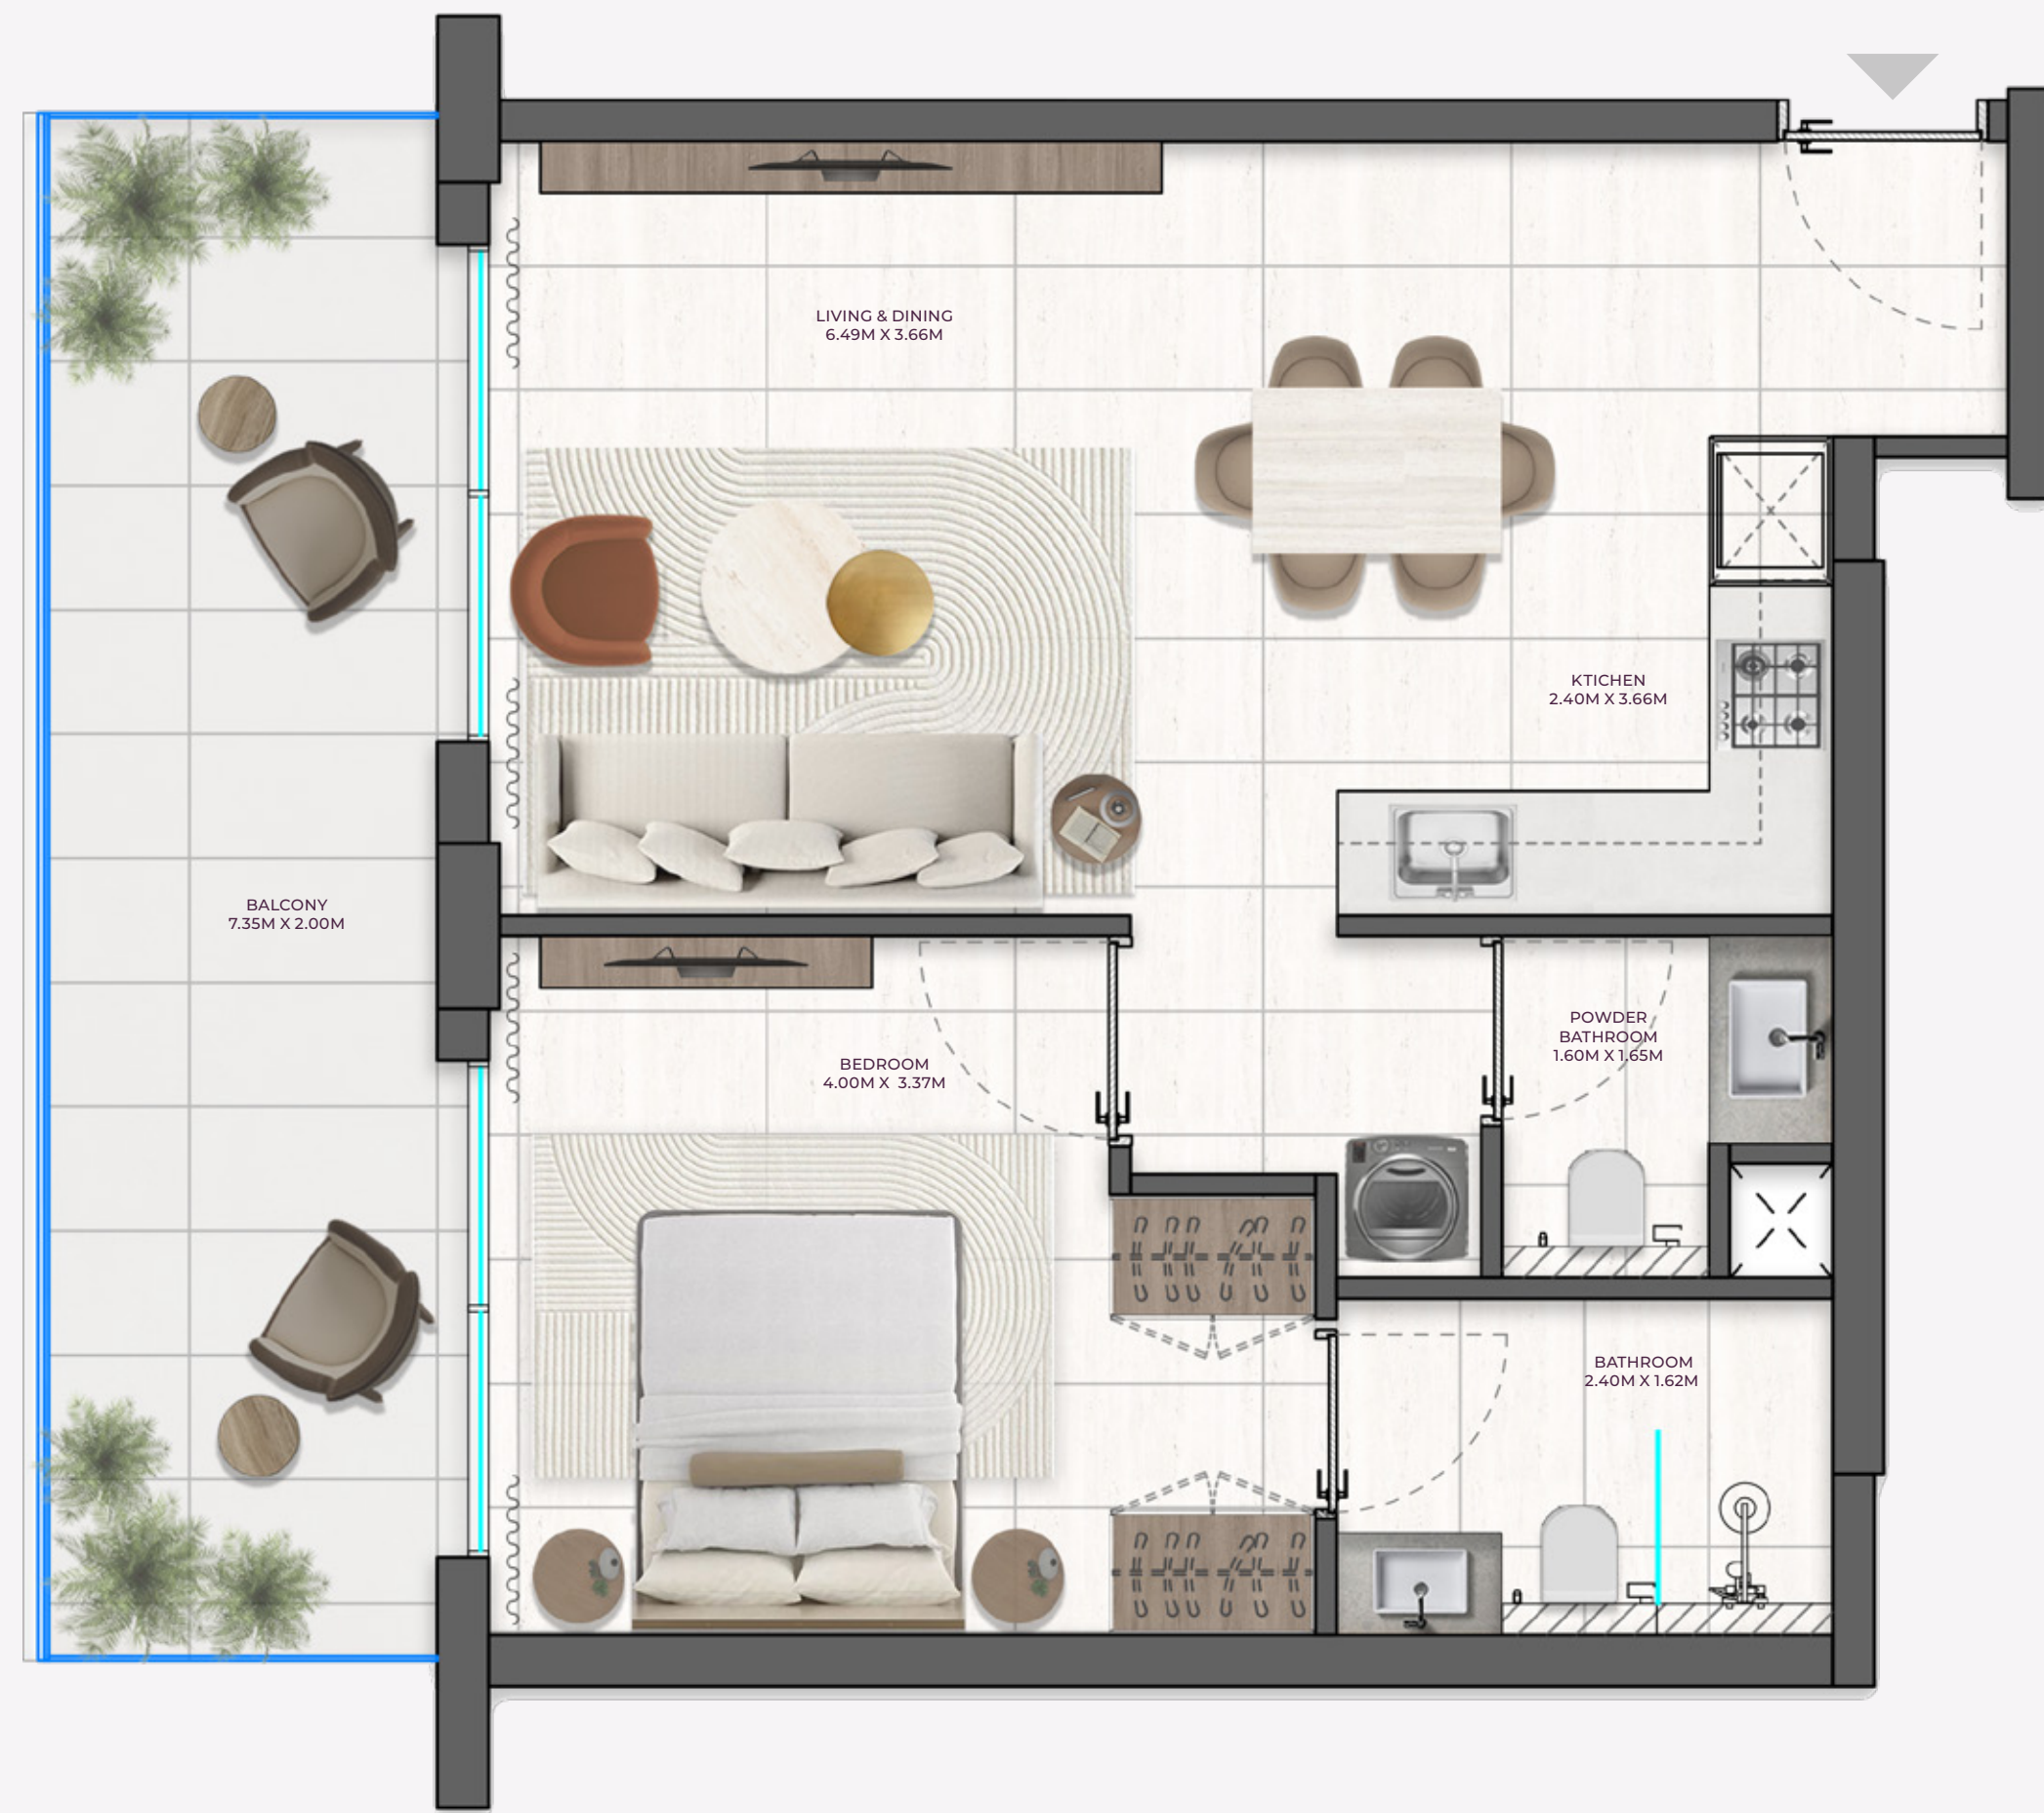 LIVING & DINING
6.49M X 3.66M
KTICHEN
2.40M X 3.66M
BALCONY
7.35M X 2.00M
POWDER
BATHROOM
1.60M X 1.65M
BEDROOM
4.00M X 3.37M
BATHROOM
2.40M X 1.62M